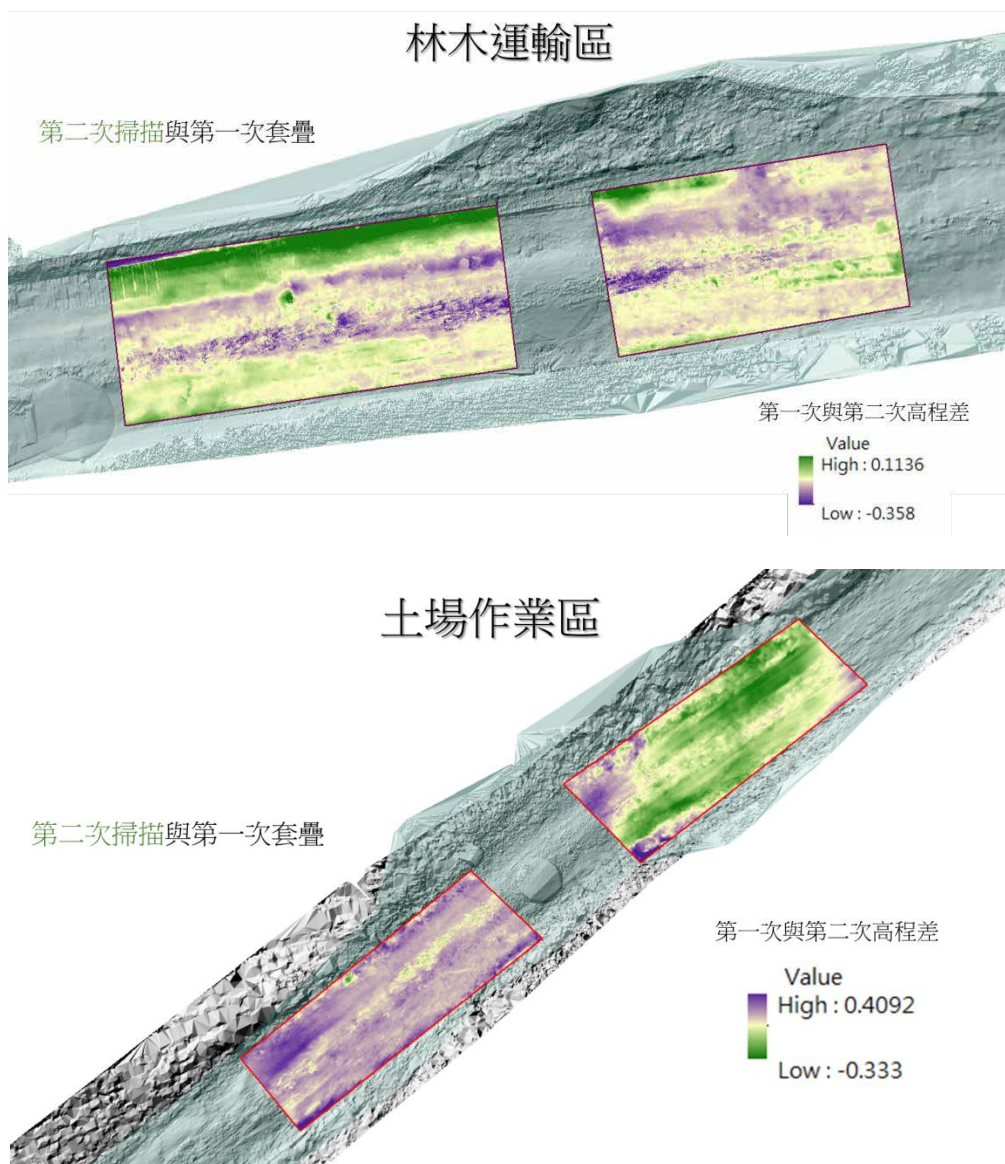 林木運輸區
第二次掃描與第一次套疊
第一次與第二次高程差
Value
High : 0.1136
Low : -0.358
土場作業區
第二次掃描與第一次套疊
第一次與第二次高程差
Value
High : 0.4092
Low : -0.333